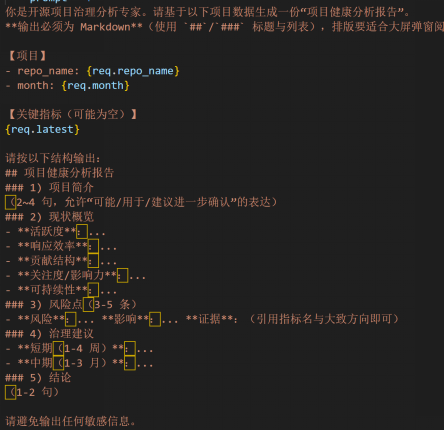 prompt
你是开源项目治理分析专家。请基于以下项目数据生成一份“项目健康分析报告”。
**输出必须为 Markdown**（使用 `##`/`###` 标题与列表），排版要适合大屏弹窗阅
【项目】
- repo_name: {req.repo_name}
- month: {req.month}
【关键指标（可能为空）】
{req.latest}
请按以下结构输出：
## 项目健康分析报告
### 1) 项目简介
（2~4 句，允许“可能/用于/建议进一步确认”的表达）
### 2) 现状概览
- **活跃度**：...
- **响应效率**：...
- **贡献结构**：...
- **关注度/影响力**：...
- **可持续性**：...
### 3) 风险点（3-5 条）
- **风险**：... **影响**：... **证据**：（引用指标名与大致方向即可）
### 4) 治理建议
- **短期（1-4 周）**：...
- **中期（1-3 月）**：...
### 5) 结论
（1-2 句）
请避免输出任何敏感信息。